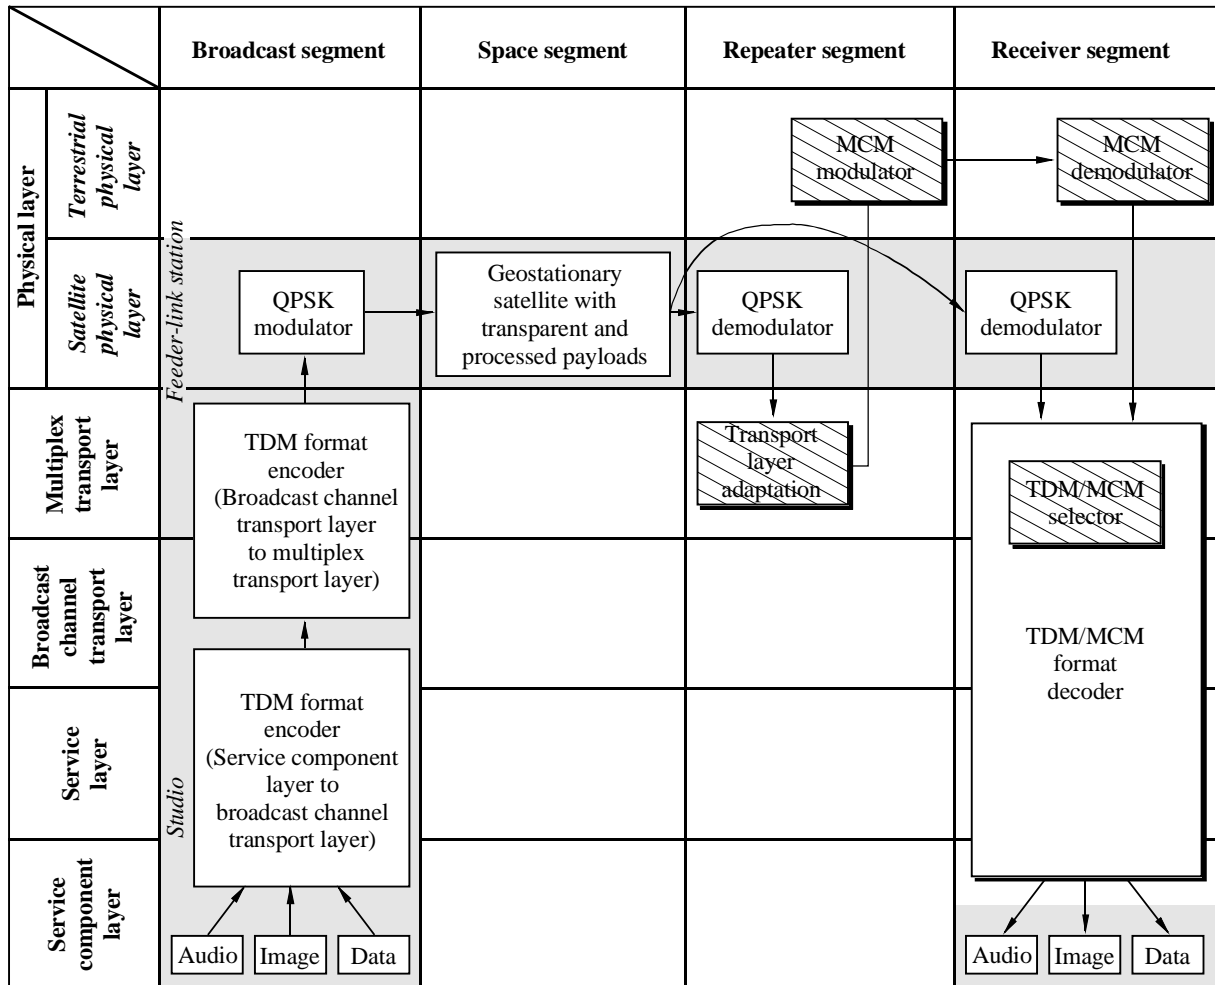 Broadcast segment
Space segment
Repeater segment
Receiver segment
Physical layer
Terrestrial
physical
layer
MCM
modulator
MCM
demodulator
Satellite
physical
layer
Feeder-link station
QPSK
modulator
Geostationary
satellite with
transparent and
processed payloads
QPSK
demodulator
QPSK
demodulator
Multiplex
transport
layer
TDM format
encoder
(Broadcast channel
transport layer
to multiplex
transport layer)
Transport
layer
adaptation
TDM/MCM
selector
Broadcast
channel
transport
layer
TDM/MCM
format
decoder
Service
layer
Studio
TDM format
encoder
(Service component
layer to
broadcast channel
transport layer)
Service
component
layer
Audio
Image
Data
Audio
Image
Data